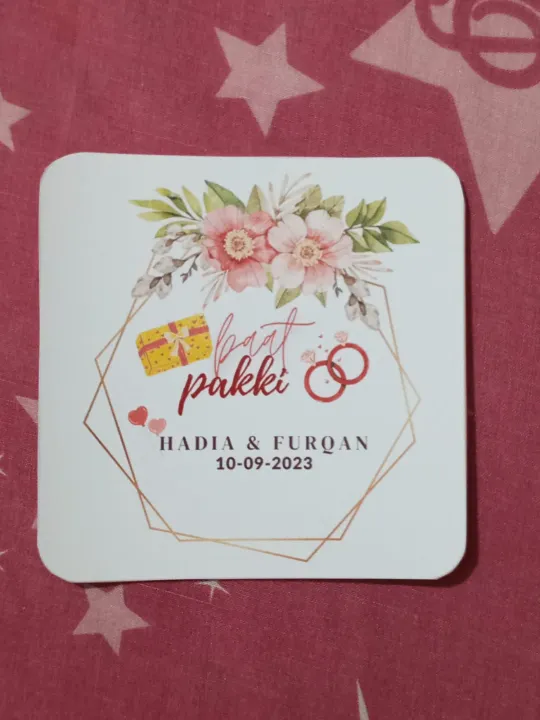 baat
pakki
HADIA & FURQAN
10-09-2023